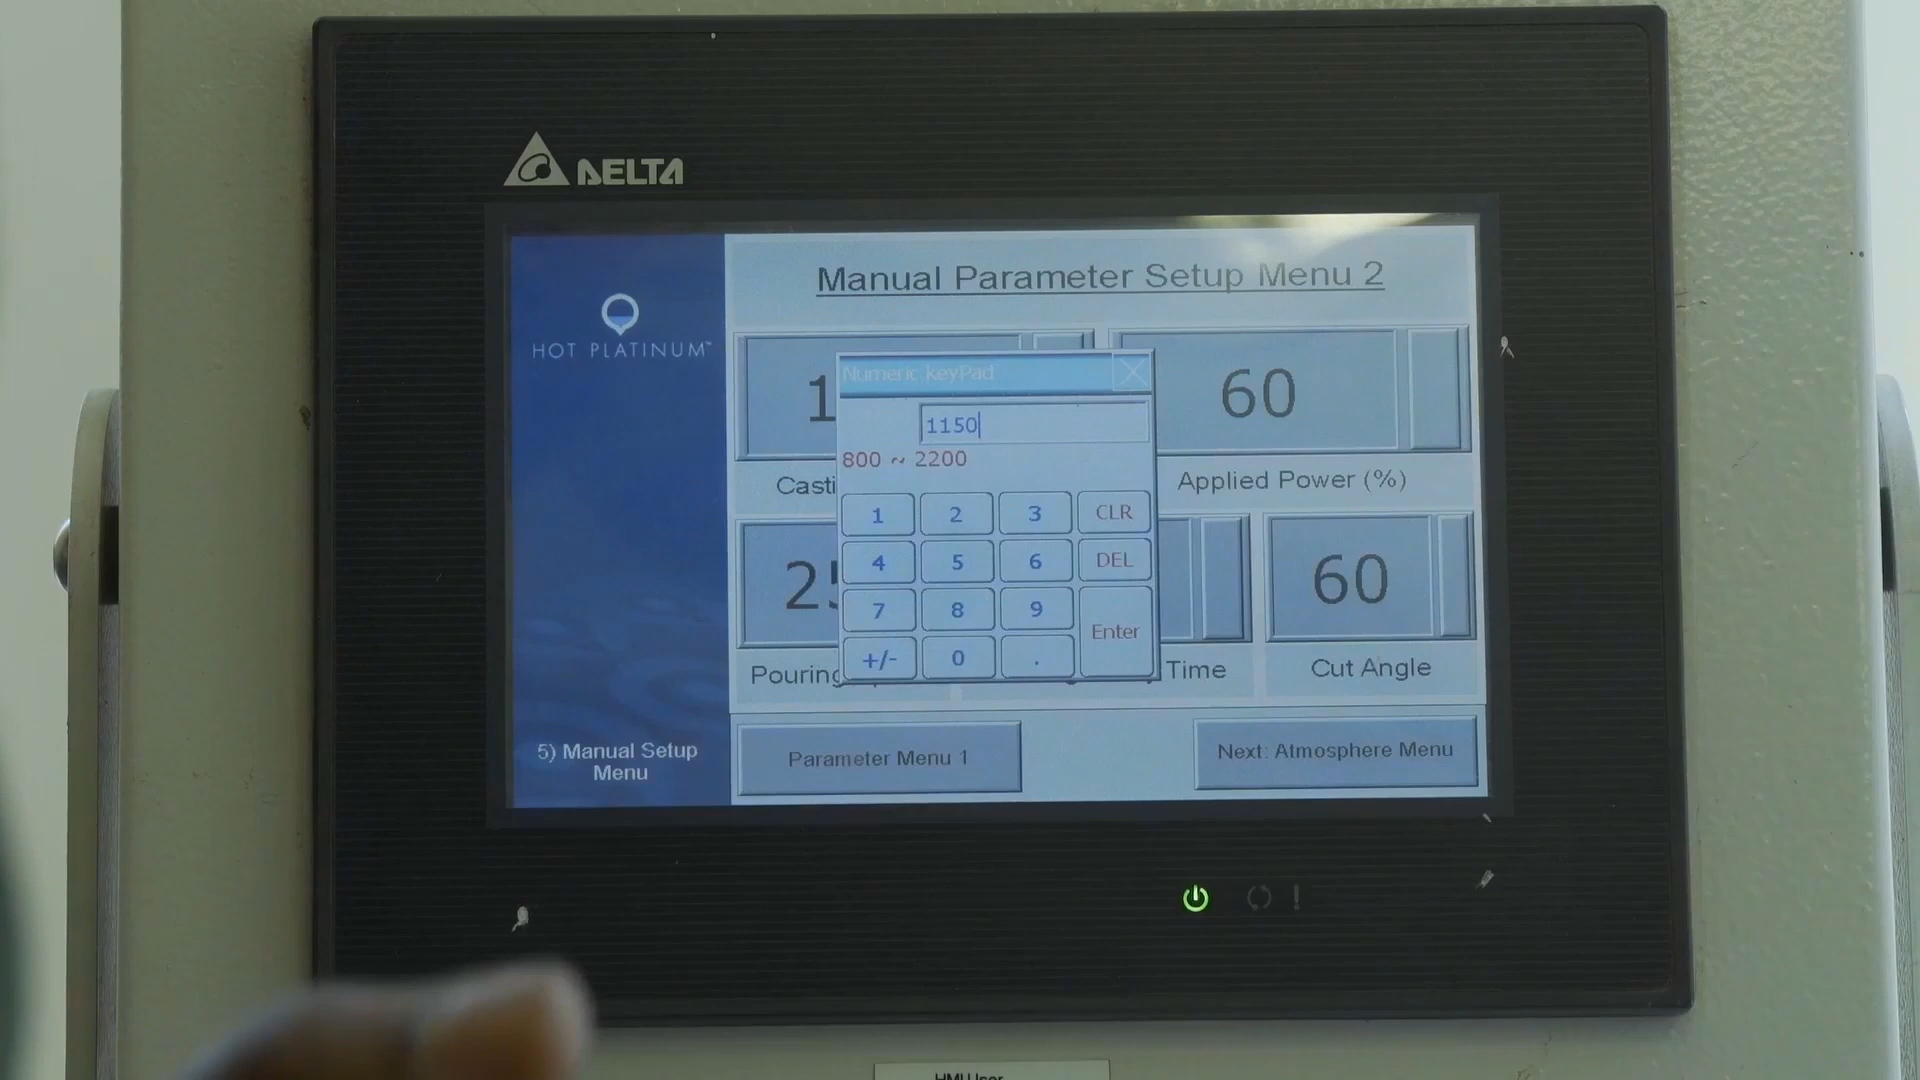 DELTA
HOT PLATINUM™
5) Manual Setup
Menu
Manual Parameter Setup Menu 2
60
Applied Power (%)
Numeric keyPad
1150
800 ~ 2200
1 2 3 CLR
4 5 6 DEL
7 8 9 Enter
+/- 0 .
Time
60
Cut Angle
Parameter Menu 1
Next: Atmosphere Menu
HMI User